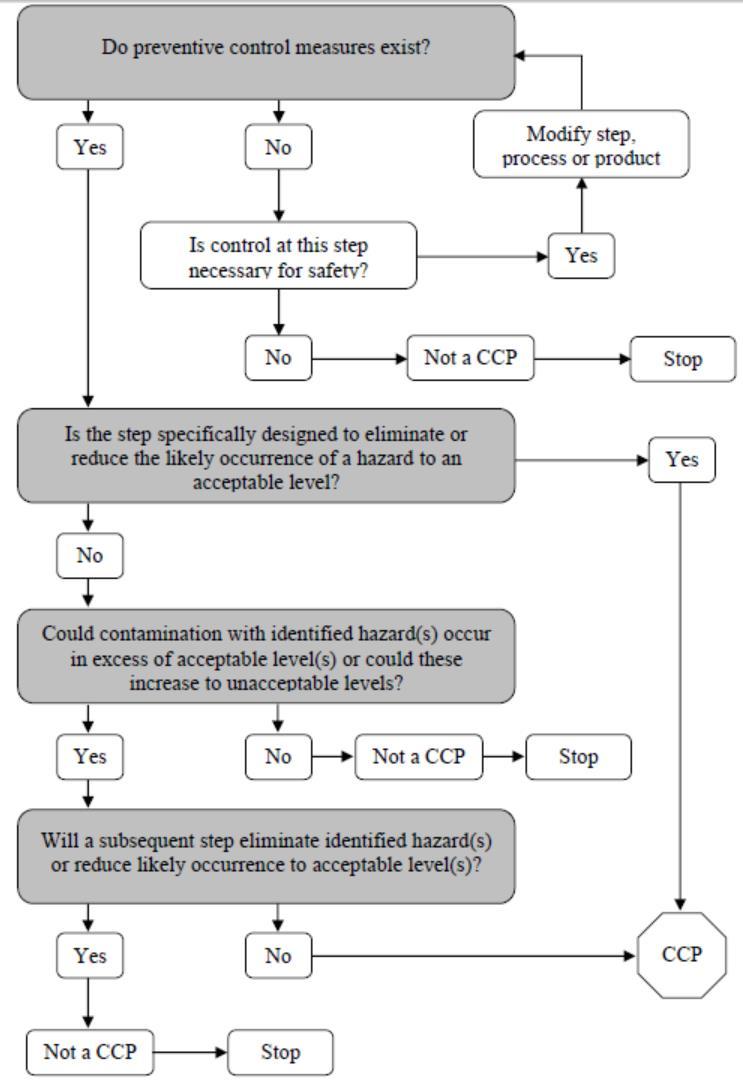 Do preventive control measures exist?
Yes
No
Modify step,
process or product
Is control at this step
necessary for safety?
Yes
No
Not a CCP
Stop
Is the step specifically designed to eliminate or
reduce the likely occurrence of a hazard to an
acceptable level?
Yes
No
Could contamination with identified hazard(s) occur
in excess of acceptable level(s) or could these
increase to unacceptable levels?
Yes
No
Not a CCP
Stop
Will a subsequent step eliminate identified hazard(s)
or reduce likely occurrence to acceptable level(s)?
Yes
No
CCP
Not a CCP
Stop